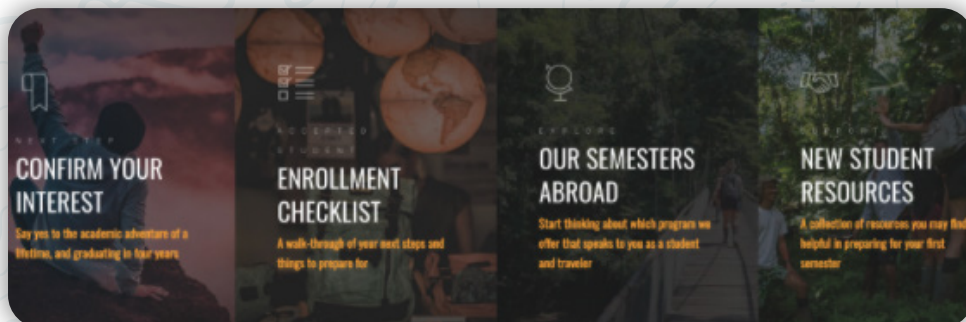 NEXT STEP
CONFIRM YOUR
INTEREST
Say yes to the academic adventure of a
lifetime, and graduating in four years
ACCEPTED
STUDENT
ENROLLMENT
CHECKLIST
A walk-through of your next steps and
things to prepare for
EXPLORE
OUR SEMESTERS
ABROAD
Start thinking about which program we
offer that speaks to you as a student
and traveler
NEW STUDENT
RESOURCES
A collection of resources you may find
helpful in preparing for your first
semester